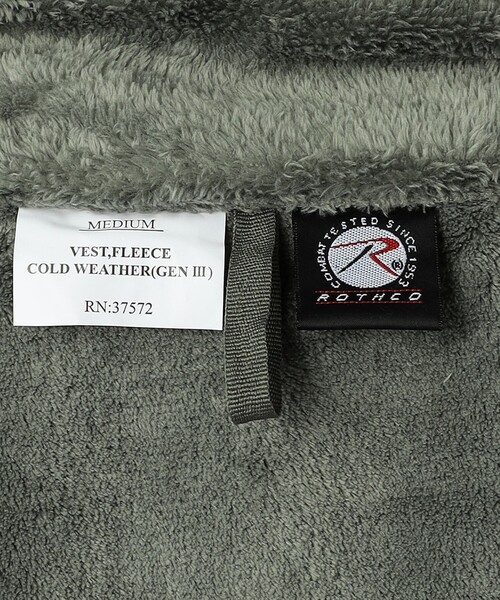 MEDIUM
VEST,FLEECE
COLD WEATHER(GEN III)
RN:37572
COMBAT TESTED SINCE 1953
R
®
ROTHCO